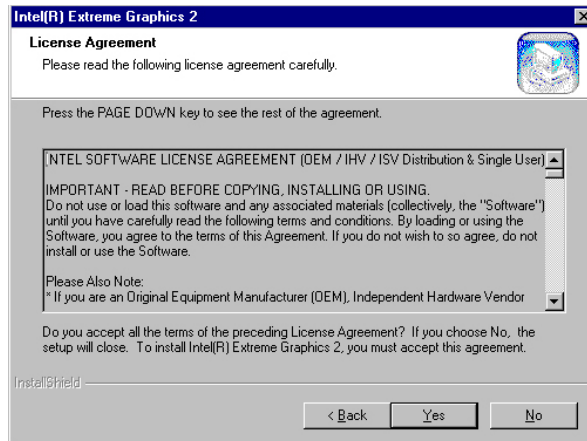 Intel(R) Extreme Graphics 2
License Agreement
Please read the following license agreement carefully.
Press the PAGE DOWN key to see the rest of the agreement.
INTEL SOFTWARE LICENSE AGREEMENT (OEM / IHV / ISV Distribution & Single User)
IMPORTANT - READ BEFORE COPYING, INSTALLING OR USING.
Do not use or load this software and any associated materials (collectively, the "Software")
until you have carefully read the following terms and conditions. By loading or using the
Software, you agree to the terms of this Agreement. If you do not wish to so agree, do not
install or use the Software.
Please Also Note:
* If you are an Original Equipment Manufacturer (OEM), Independent Hardware Vendor
Do you accept all the terms of the preceding License Agreement? If you choose No, the
setup will close. To install Intel(R) Extreme Graphics 2, you must accept this agreement.
InstallShield
< Back
Yes
No